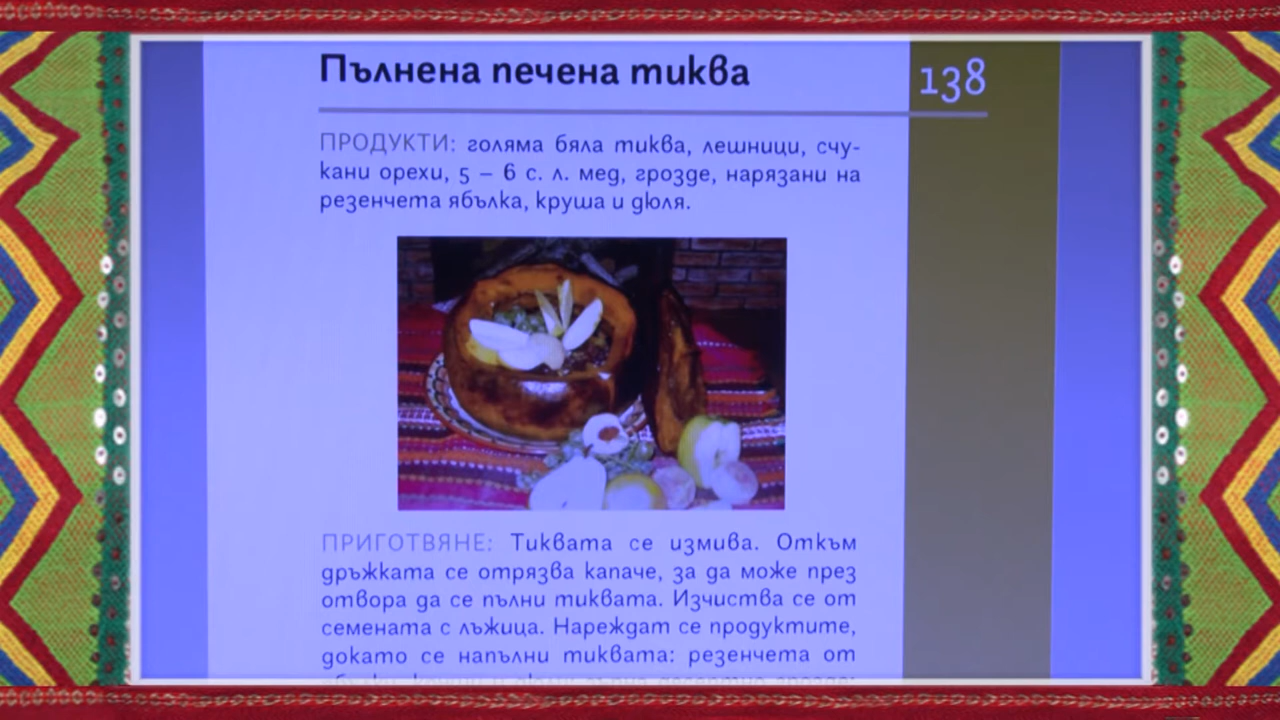 Пълнена печена тиква
138
ПРОДУКТИ: голяма бяла тиква, лешници, счу-
кани орехи, 5 – 6 с. л. мед, грозде, нарязани на
резенчета ябълка, круша и дюля.
ПРИГОТВЯНЕ: Тиквата се измива. Откъм
дръжката се отрязва капаче, за да може през
отвора да се пълни тиквата. Изчиства се от
семената с лъжица. Нареждат се продуктите,
докато се напълни тиквата: резенчета от